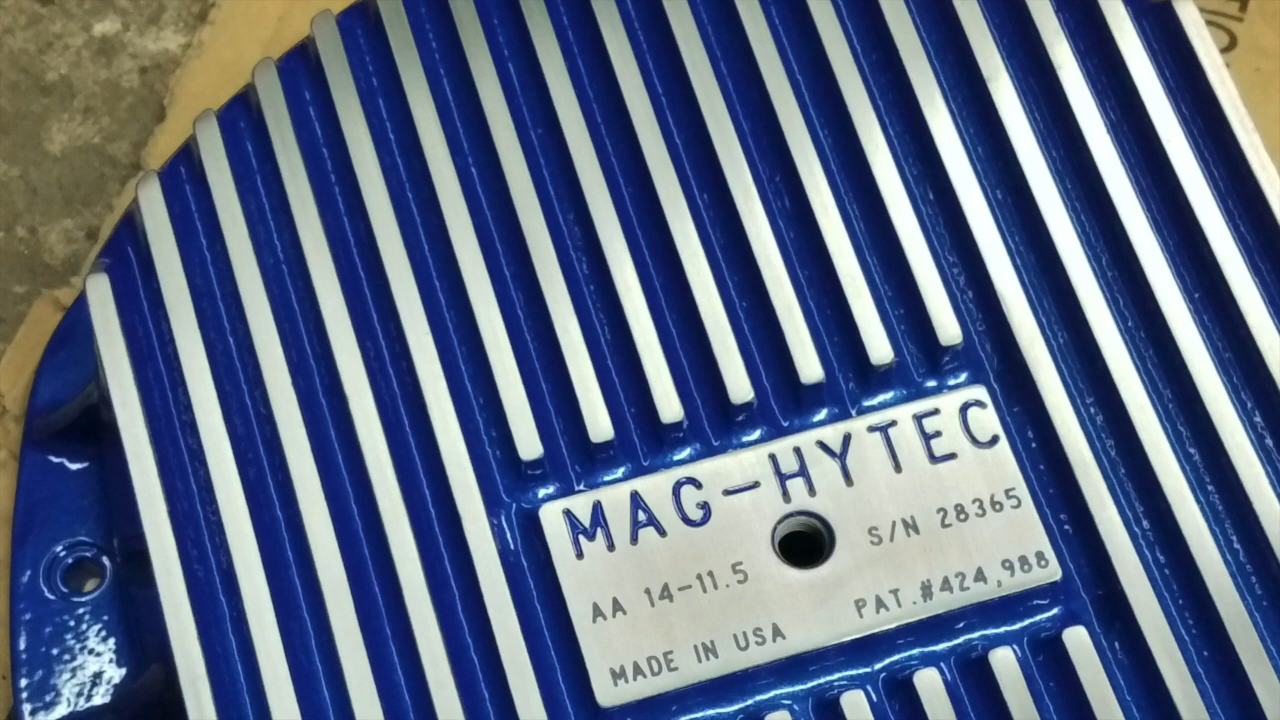 MAG-HYTEC
AA 14-11.5
S/N 28365
MADE IN USA
PAT.#424,988